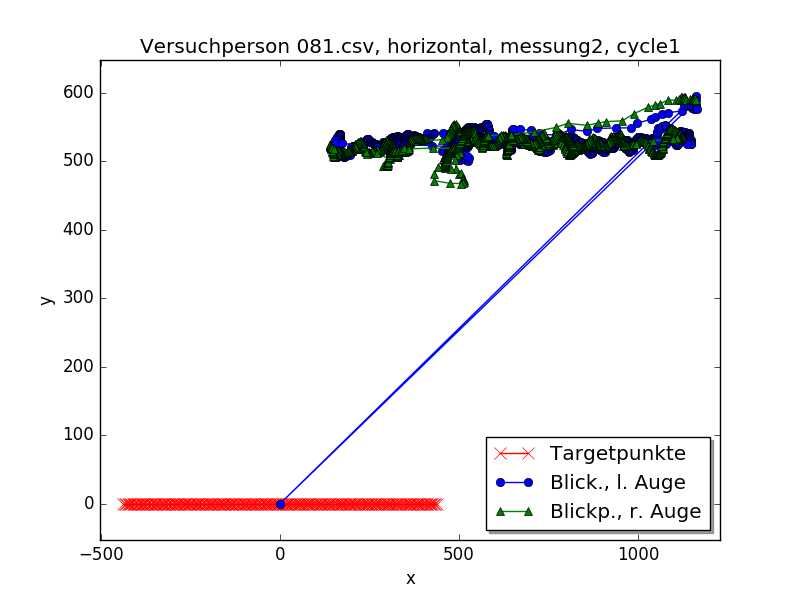 Versuchperson 081.csv, horizontal, messung2, cycle1
600
500
400
300
200
100
0
y
Targetpunkte
Blick., l. Auge
Blickp., r. Auge
−500 0 500 1000
x